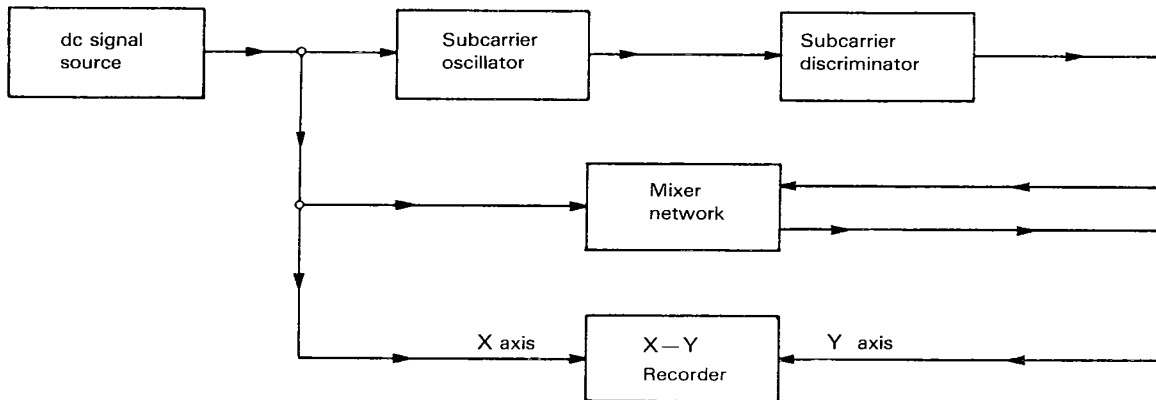 dc signal
source
Subcarrier
oscillator
Subcarrier
discriminator
Mixer
network
X axis
X—Y
Recorder
Y axis